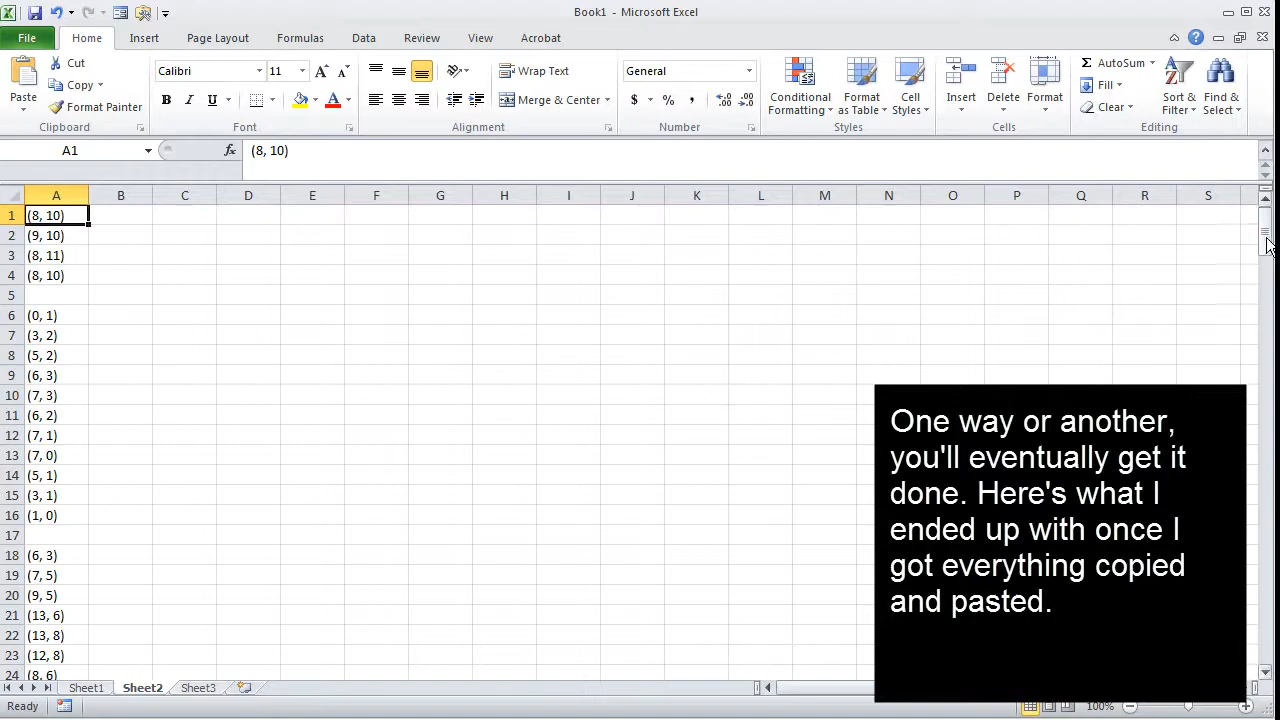 Book1 - Microsoft Excel
File Home Insert Page Layout Formulas Data Review View Acrobat
Cut
Copy
Format Painter
Paste
Clipboard
Calibri 11
B I U
Font
Wrap Text
Merge & Center
Alignment
General
$ % ,
Number
Conditional Formatting
Format as Table
Cell Styles
Styles
Insert Delete Format
Cells
AutoSum
Fill
Clear
Sort & Filter
Find & Select
Editing
A1 fx (8, 10)
A B C D E F G H I J K L M N O P Q R S
1 (8, 10)
2 (9, 10)
3 (8, 11)
4 (8, 10)
5
6 (0, 1)
7 (3, 2)
8 (5, 2)
9 (6, 3)
10 (7, 3)
11 (6, 2)
12 (7, 1)
13 (7, 0)
14 (5, 1)
15 (3, 1)
16 (1, 0)
17
18 (6, 3)
19 (7, 5)
20 (9, 5)
21 (13, 6)
22 (13, 8)
23 (12, 8)
24 (8, 6)
One way or another,
you'll eventually get it
done. Here's what I
ended up with once I
got everything copied
and pasted.
Sheet1 Sheet2 Sheet3
Ready 100%